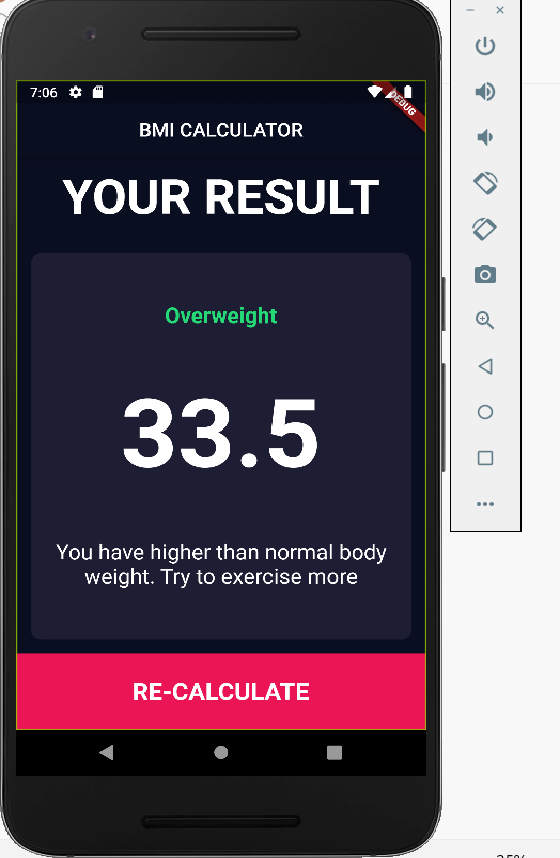 7:06
DEBUG
BMI CALCULATOR
YOUR RESULT
Overweight
33.5
You have higher than normal body
weight. Try to exercise more
RE-CALCULATE